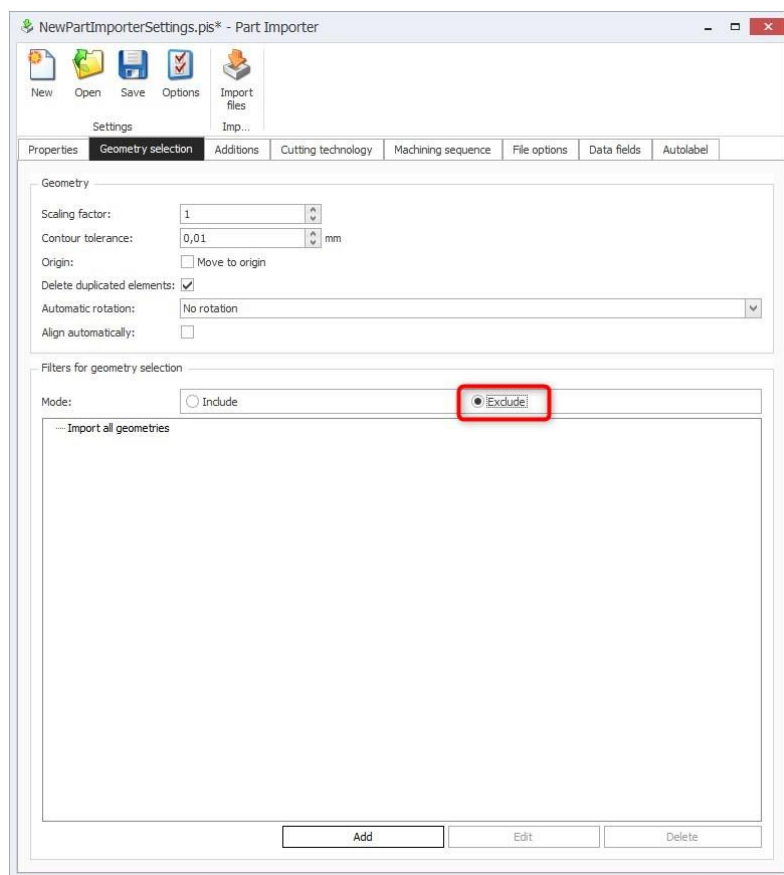 NewPartImporterSettings.pis* - Part Importer
New Open Save Options Import files
Settings Imp...
Properties Geometry selection Additions Cutting technology Machining sequence File options Data fields Autolabel
Geometry
Scaling factor: 1
Contour tolerance: 0,01 mm
Origin: Move to origin
Delete duplicated elements:
Automatic rotation: No rotation
Align automatically:
Filters for geometry selection
Mode: Include Exclude
Import all geometries
Add Edit Delete